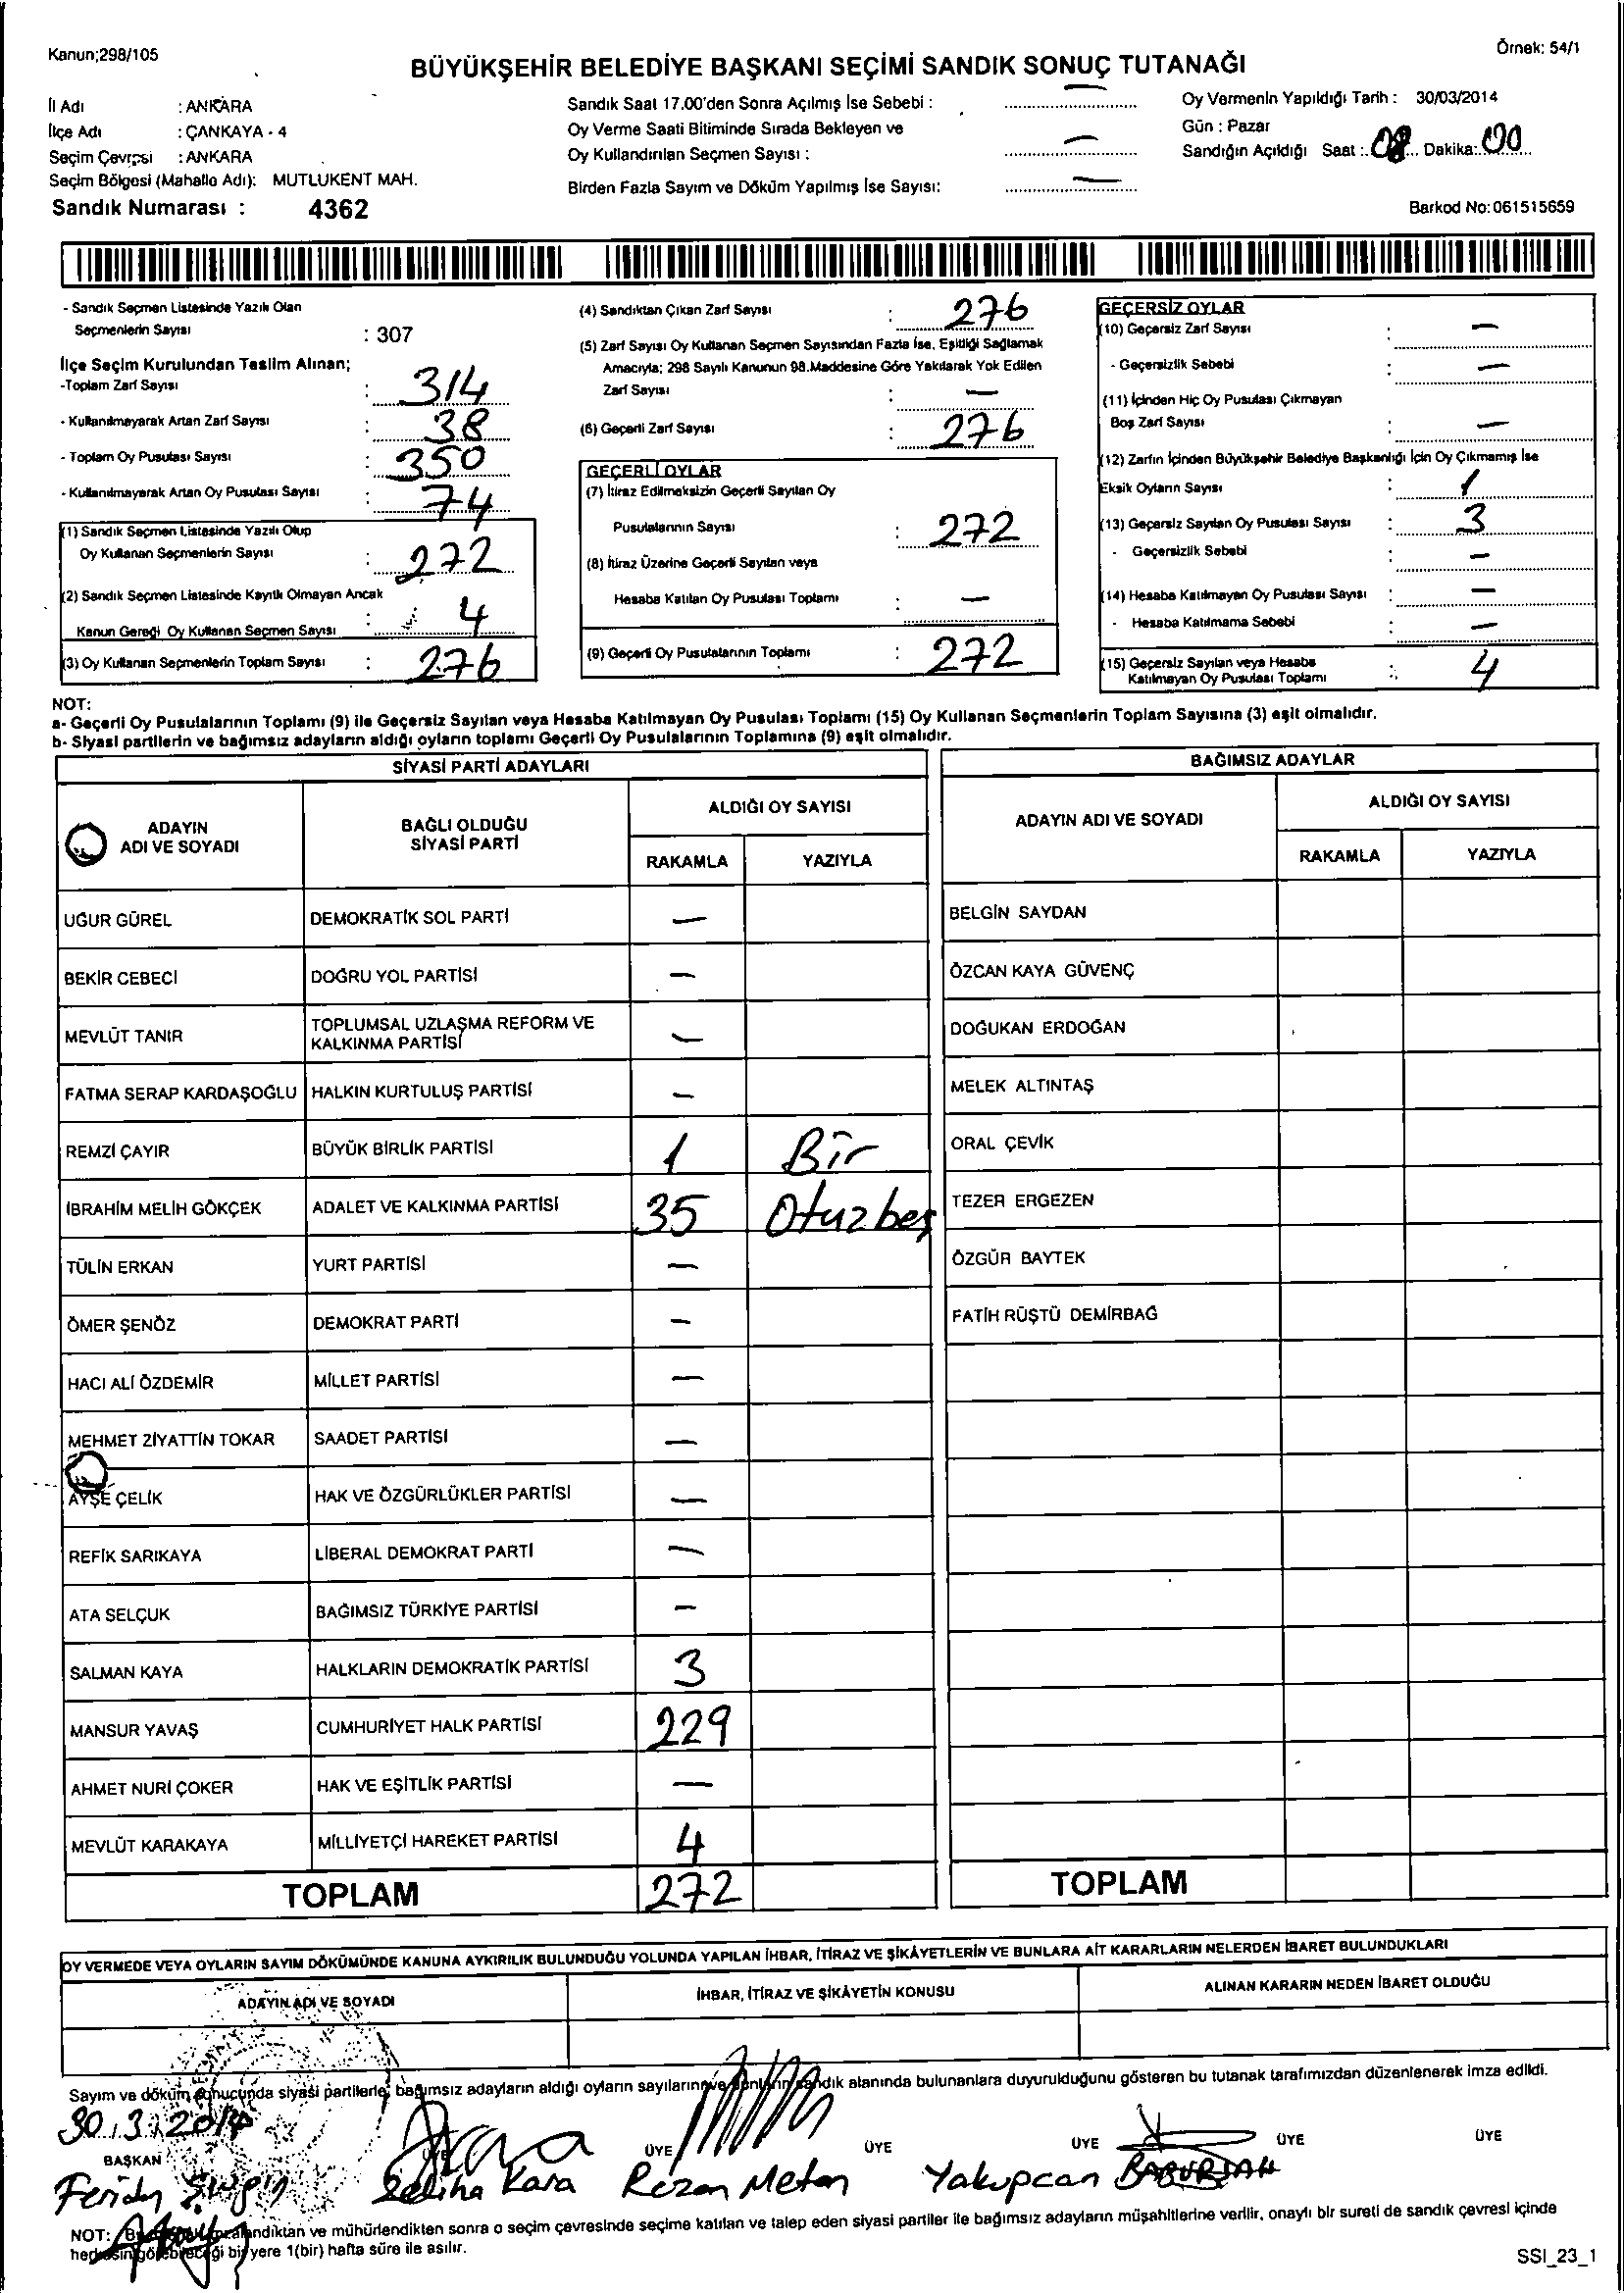 Kanun;298/105
Örnek: 54/1
BÜYÜKŞEHİR BELEDİYE BAŞKANI SEÇİMİ SANDIK SONUÇ TUTANAĞI
İl Adı : ANKARA
İlçe Adı : ÇANKAYA - 4
Seçim Çevresi : ANKARA
Seçim Bölgesi (Mahalle Adı): MUTLUKENT MAH.
Sandık Numarası : 4362
Sandık Saat 17.00'den Sonra Açılmış İse Sebebi : —
Oy Verme Saati Bitiminde Sırada Bekleyen ve
Oy Kullandırılan Seçmen Sayısı : —
Birden Fazla Sayım ve Döküm Yapılmış İse Sayısı: —
Oy Vermenin Yapıldığı Tarih : 30/03/2014
Gün : Pazar
Sandığın Açıldığı Saat :.08.. Dakika:.00
Barkod No:061515659
- Sandık Seçmen Listesinde Yazılı Olan
Seçmenlerin Sayısı : 307
İlçe Seçim Kurulundan Teslim Alınan;
-Toplam Zarf Sayısı : 314
- Kullanılmayarak Artan Zarf Sayısı : 38
- Toplam Oy Pusulası Sayısı : 350
- Kullanılmayarak Artan Oy Pusulası Sayısı : 74
(1) Sandık Seçmen Listesinde Yazılı Olup
Oy Kullanan Seçmenlerin Sayısı : 272
(2) Sandık Seçmen Listesinde Kayıtlı Olmayan Ancak
Kanun Gereği Oy Kullanan Seçmen Sayısı : 4
(3) Oy Kullanan Seçmenlerin Toplam Sayısı : 276
(4) Sandıktan Çıkan Zarf Sayısı : 276
(5) Zarf Sayısı Oy Kullanan Seçmen Sayısından Fazla İse, Eşitliği Sağlamak
Amacıyla; 298 Sayılı Kanunun 98.Maddesine Göre Yakılarak Yok Edilen
Zarf Sayısı : —
(6) Geçerli Zarf Sayısı : 276
GEÇERLİ OYLAR
(7) İtiraz Edilmeksizin Geçerli Sayılan Oy
Pusulalarının Sayısı : 272
(8) İtiraz Üzerine Geçerli Sayılan veya
Hesaba Katılan Oy Pusulası Toplamı : —
(9) Geçerli Oy Pusulalarının Toplamı : 272
GEÇERSİZ OYLAR
(10) Geçersiz Zarf Sayısı : —
- Geçersizlik Sebebi : —
(11) İçinden Hiç Oy Pusulası Çıkmayan
Boş Zarf Sayısı : —
(12) Zarfın İçinden Büyükşehir Belediye Başkanlığı İçin Oy Çıkmamış İse
Eksik Oyların Sayısı : 1
(13) Geçersiz Sayılan Oy Pusulası Sayısı : 3
- Geçersizlik Sebebi : —
(14) Hesaba Katılmayan Oy Pusulası Sayısı : —
- Hesaba Katılmama Sebebi : —
(15) Geçersiz Sayılan veya Hesaba
Katılmayan Oy Pusulası Toplamı : 4
NOT:
a- Geçerli Oy Pusulalarının Toplamı (9) ile Geçersiz Sayılan veya Hesaba Katılmayan Oy Pusulası Toplamı (15) Oy Kullanan Seçmenlerin Toplam Sayısına (3) eşit olmalıdır.
b- Siyasi partilerin ve bağımsız adayların aldığı oyların toplamı Geçerli Oy Pusulalarının Toplamına (9) eşit olmalıdır.
SİYASİ PARTİ ADAYLARI
ADAYIN
ADI VE SOYADI
BAĞLI OLDUĞU
SİYASİ PARTİ
ALDIĞI OY SAYISI
RAKAMLA YAZIYLA
UĞUR GÜREL DEMOKRATİK SOL PARTİ —
BEKİR CEBECİ DOĞRU YOL PARTİSİ —
MEVLÜT TANIR TOPLUMSAL UZLAŞMA REFORM VE
KALKINMA PARTİSİ —
FATMA SERAP KARDAŞOĞLU HALKIN KURTULUŞ PARTİSİ —
REMZİ ÇAYIR BÜYÜK BİRLİK PARTİSİ 1 Bir
İBRAHİM MELİH GÖKÇEK ADALET VE KALKINMA PARTİSİ 35 Otuzbeş
TÜLİN ERKAN YURT PARTİSİ —
ÖMER ŞENÖZ DEMOKRAT PARTİ —
HACI ALİ ÖZDEMİR MİLLET PARTİSİ —
MEHMET ZİYATTİN TOKAR SAADET PARTİSİ —
AYŞE ÇELİK HAK VE ÖZGÜRLÜKLER PARTİSİ —
REFİK SARIKAYA LİBERAL DEMOKRAT PARTİ —
ATA SELÇUK BAĞIMSIZ TÜRKİYE PARTİSİ —
SALMAN KAYA HALKLARIN DEMOKRATİK PARTİSİ 3
MANSUR YAVAŞ CUMHURİYET HALK PARTİSİ 229
AHMET NURİ ÇOKER HAK VE EŞİTLİK PARTİSİ —
MEVLÜT KARAKAYA MİLLİYETÇİ HAREKET PARTİSİ 4
TOPLAM 272
BAĞIMSIZ ADAYLAR
ADAYIN ADI VE SOYADI
ALDIĞI OY SAYISI
RAKAMLA YAZIYLA
BELGİN SAYDAN
ÖZCAN KAYA GÜVENÇ
DOĞUKAN ERDOĞAN
MELEK ALTINTAŞ
ORAL ÇEVİK
TEZER ERGEZEN
ÖZGÜR BAYTEK
FATİH RÜŞTÜ DEMİRBAĞ
TOPLAM
OY VERMEDE VEYA OYLARIN SAYIM DÖKÜMÜNDE KANUNA AYKIRILIK BULUNDUĞU YOLUNDA YAPILAN İHBAR, İTİRAZ VE ŞİKÂYETLERİN VE BUNLARA AİT KARARLARIN NELERDEN İBARET BULUNDUKLARI
ADAYIN ADI VE SOYADI İHBAR, İTİRAZ VE ŞİKÂYETİN KONUSU ALINAN KARARIN NEDEN İBARET OLDUĞU
Sayım ve döküm sonucunda siyasi partilerle, bağımsız adayların aldığı oyların sayılarını ve bunların sandık alanında bulunanlara duyurulduğunu gösteren bu tutanak tarafımızdan düzenlenerek imza edildi.
30.3.2014
BAŞKAN ÜYE ÜYE ÜYE ÜYE ÜYE ÜYE
Saliha Kara Rezan Meten Yakupcan
NOT: ve mühürlendikten sonra o seçim çevresinde seçime katılan ve talep eden siyasi partiler ile bağımsız adayların müşahitlerine verilir, onaylı bir sureti de sandık çevresi içinde
herkesin görebileceği bir yere 1(bir) hafta süre ile asılır.
SSI_23_1